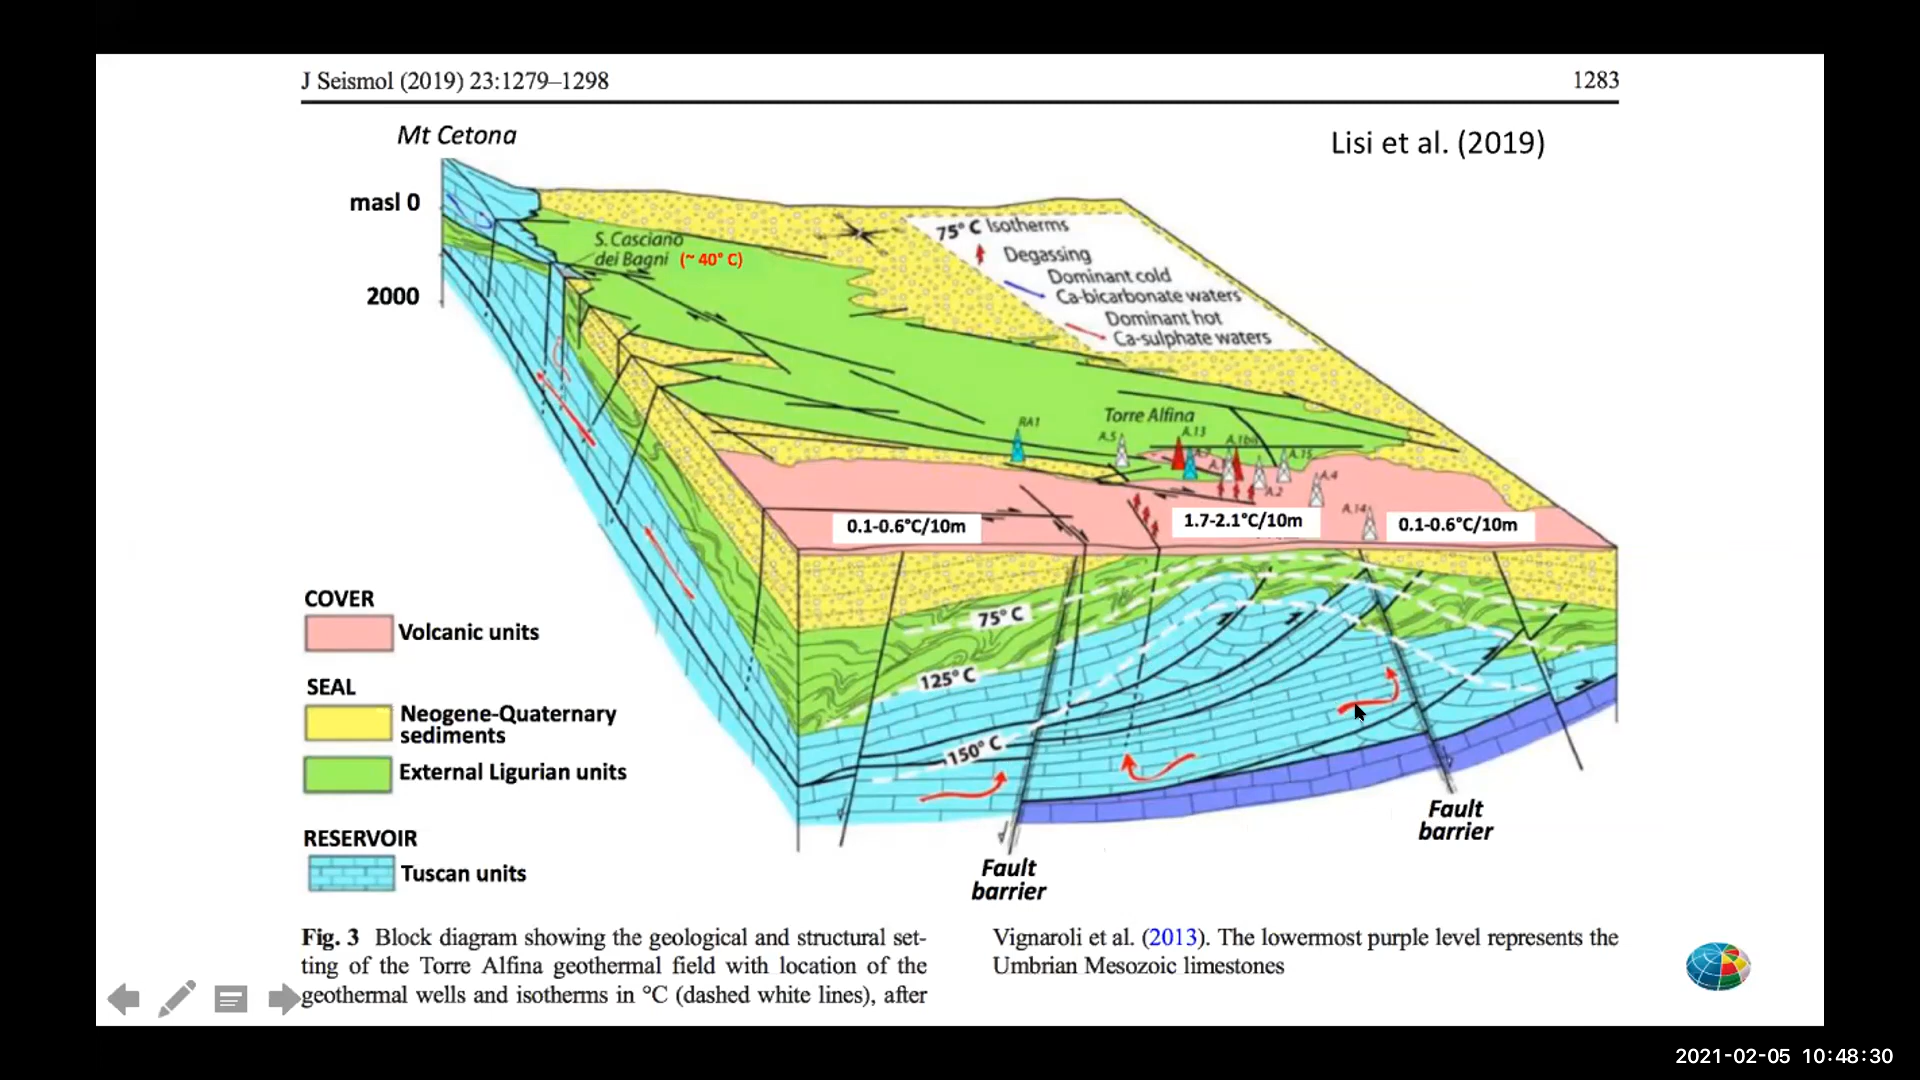 J Seismol (2019) 23:1279–1298
1283
Mt Cetona
Lisi et al. (2019)
masl 0
2000
S. Casciano
dei Bagni (~ 40° C)
75° C Isotherms
Degassing
Dominant cold
Ca-bicarbonate waters
Dominant hot
Ca-sulphate waters
Torre Alfina
RA1
A.5
A.13
A.1bis
A.15
A.4
A.2
A.14
0.1-0.6°C/10m
1.7-2.1°C/10m
0.1-0.6°C/10m
75° C
125° C
150° C
Fault
barrier
Fault
barrier
COVER
Volcanic units
SEAL
Neogene-Quaternary
sediments
External Ligurian units
RESERVOIR
Tuscan units
Fig. 3 Block diagram showing the geological and structural set-
ting of the Torre Alfina geothermal field with location of the
geothermal wells and isotherms in °C (dashed white lines), after
Vignaroli et al. (2013). The lowermost purple level represents the
Umbrian Mesozoic limestones
2021-02-05 10:48:30